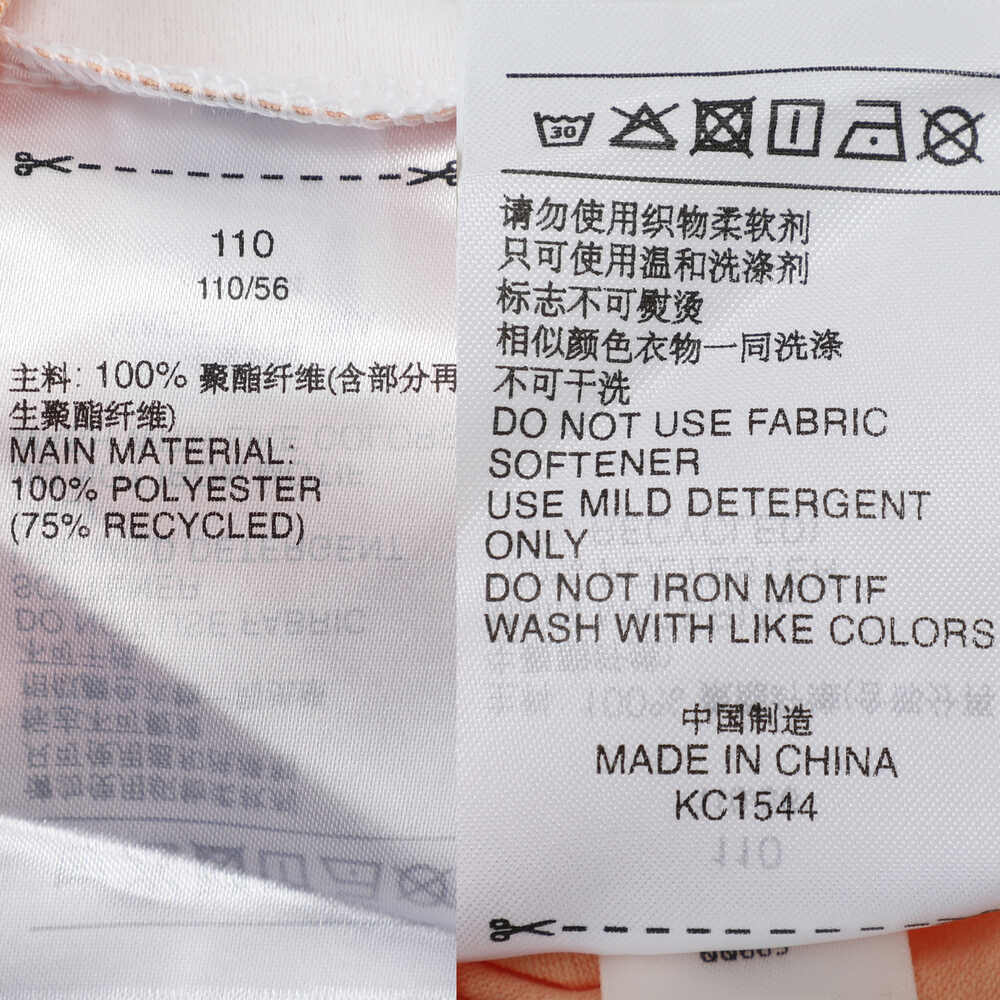 110
110/56
主料: 100% 聚酯纤维(含部分再
生聚酯纤维)
MAIN MATERIAL:
100% POLYESTER
(75% RECYCLED)
30
请勿使用织物柔软剂
只可使用温和洗涤剂
标志不可熨烫
相似颜色衣物一同洗涤
不可干洗
DO NOT USE FABRIC
SOFTENER
USE MILD DETERGENT
ONLY
DO NOT IRON MOTIF
WASH WITH LIKE COLORS
中国制造
MADE IN CHINA
KC1544